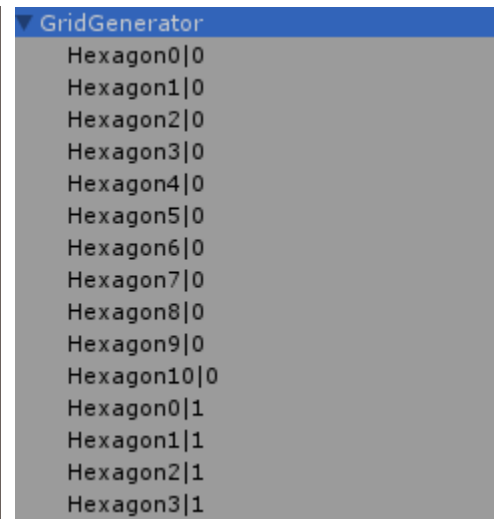 GridGenerator
Hexagon0|0
Hexagon1|0
Hexagon2|0
Hexagon3|0
Hexagon4|0
Hexagon5|0
Hexagon6|0
Hexagon7|0
Hexagon8|0
Hexagon9|0
Hexagon10|0
Hexagon0|1
Hexagon1|1
Hexagon2|1
Hexagon3|1